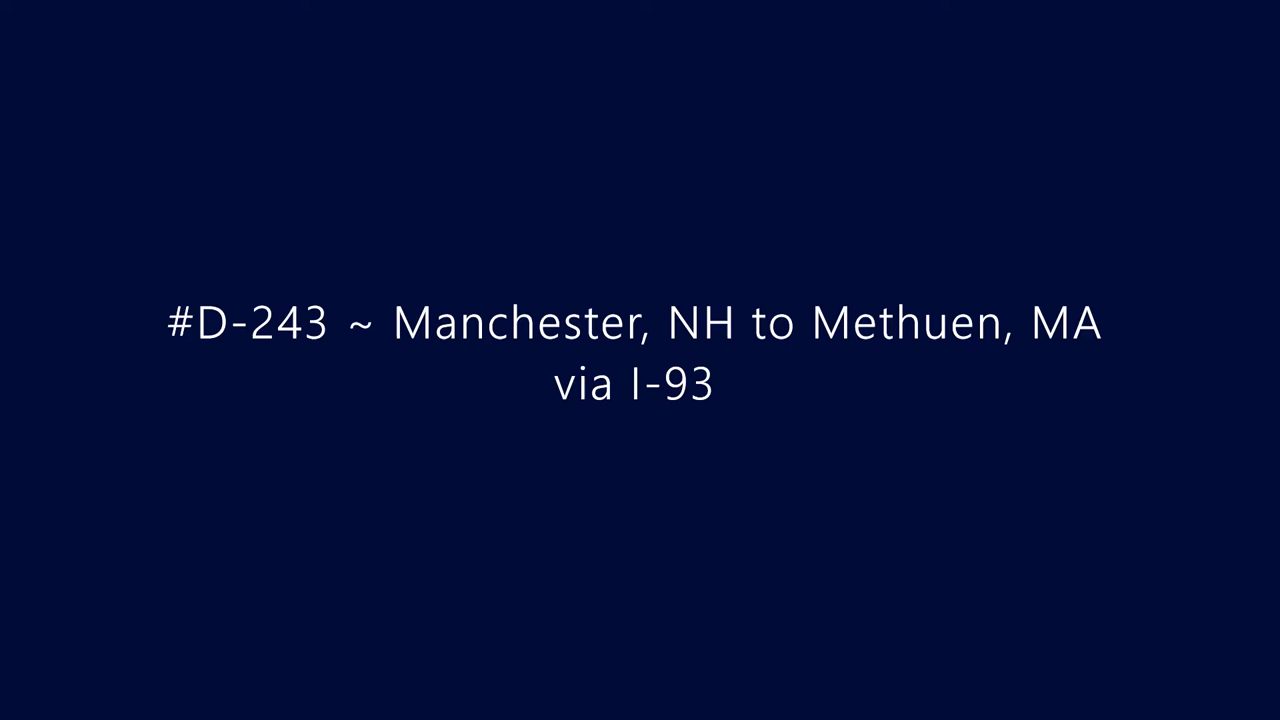 #D-243 ~ Manchester, NH to Methuen, MA
via I-93